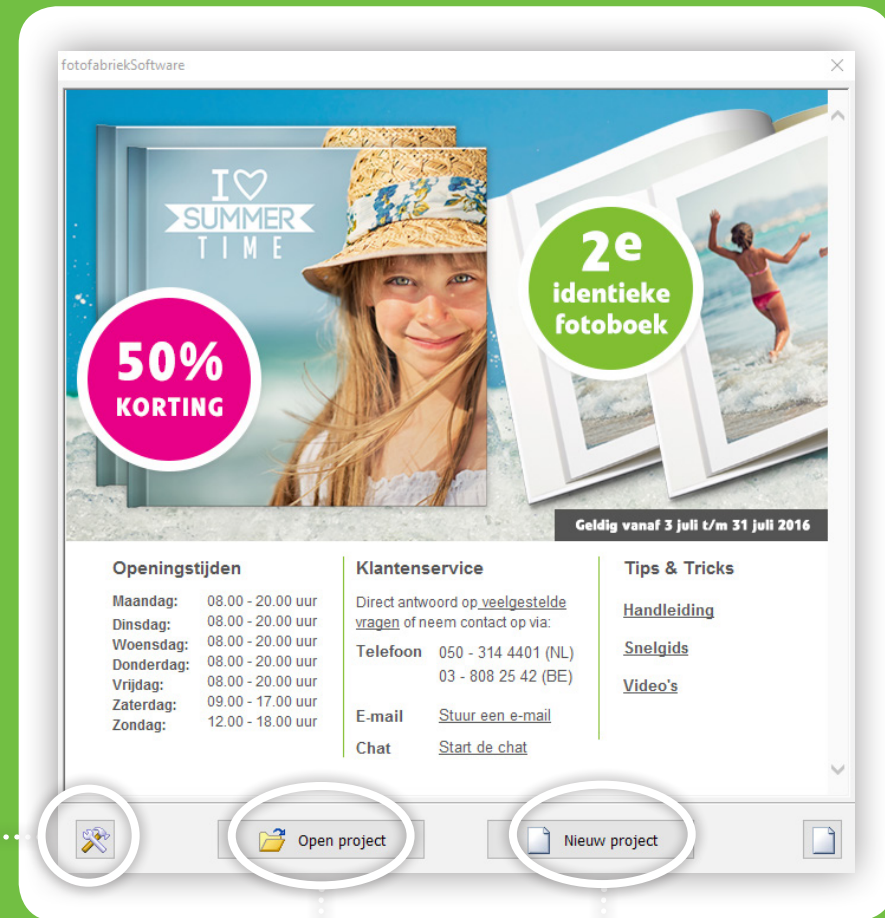 fotofabriekSoftware
I
SUMMER
TIME
50%
KORTING
2e
identieke
fotoboek
Geldig vanaf 3 juli t/m 31 juli 2016
Openingstijden
Maandag: 08.00 - 20.00 uur
Dinsdag: 08.00 - 20.00 uur
Woensdag: 08.00 - 20.00 uur
Donderdag: 08.00 - 20.00 uur
Vrijdag: 08.00 - 20.00 uur
Zaterdag: 09.00 - 17.00 uur
Zondag: 12.00 - 18.00 uur
Klantenservice
Direct antwoord op veelgestelde
vragen of neem contact op via:
Telefoon 050 - 314 4401 (NL)
03 - 808 25 42 (BE)
E-mail Stuur een e-mail
Chat Start de chat
Tips & Tricks
Handleiding
Snelgids
Video's
Open project
Nieuw project